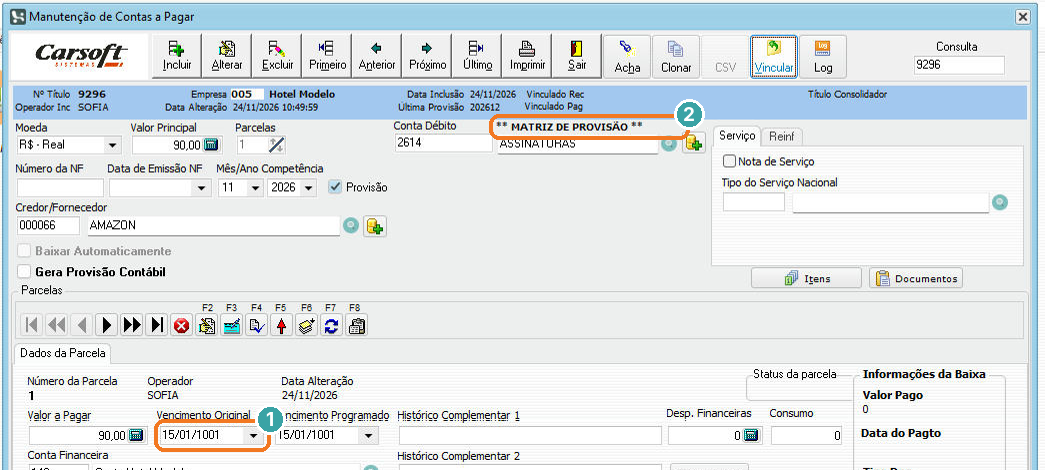 Manutenção de Contas a Pagar
Carsoft
SISTEMAS
Incluir Alterar Excluir Primeiro Anterior Próximo Último Imprimir Sair Acha Clonar CSV Vincular Log
Consulta
9296
Nº Título 9296 Empresa 005 Hotel Modelo Data Inclusão 24/11/2026 Vinculado Rec Título Consolidador
Operador Inc SOFIA Data Alteração 24/11/2026 10:49:59 Última Provisão 202612 Vinculado Pag
2
Moeda Valor Principal Parcelas Conta Débito ** MATRIZ DE PROVISÃO **
R$ - Real 90,00 1 2614 ASSINATURAS
Serviço Reinf
Nota de Serviço
Tipo do Serviço Nacional
Número da NF Data de Emissão NF Mês/Ano Competência
11 2026 Provisão
Credor/Fornecedor
000066 AMAZON
Baixar Automaticamente
Gera Provisão Contábil
Itens Documentos
Parcelas
F2 F3 F4 F5 F6 F7 F8
Dados da Parcela
Número da Parcela Operador Data Alteração
1 SOFIA 24/11/2026
Status da parcela
Informações da Baixa
Valor Pago
0
Data do Pagto
1
Valor a Pagar Vencimento Original Programado Histórico Complementar 1 Desp. Financeiras Consumo
90,00 15/01/1001 15/01/1001 0 0
Conta Financeira Histórico Complementar 2